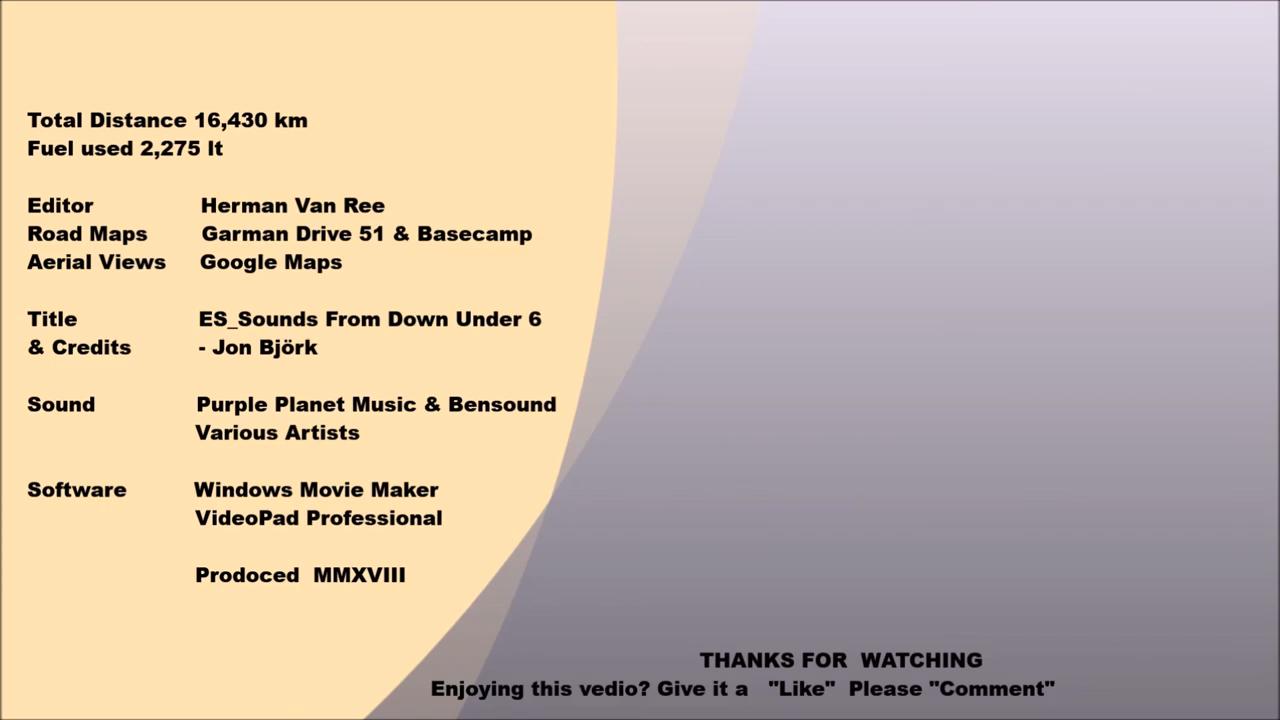 Total Distance 16,430 km
Fuel used 2,275 lt
Editor Herman Van Ree
Road Maps Garman Drive 51 & Basecamp
Aerial Views Google Maps
Title ES_Sounds From Down Under 6
& Credits - Jon Björk
Sound Purple Planet Music & Bensound
Various Artists
Software Windows Movie Maker
VideoPad Professional
Prodoced MMXVIII
THANKS FOR WATCHING
Enjoying this vedio? Give it a "Like" Please "Comment"